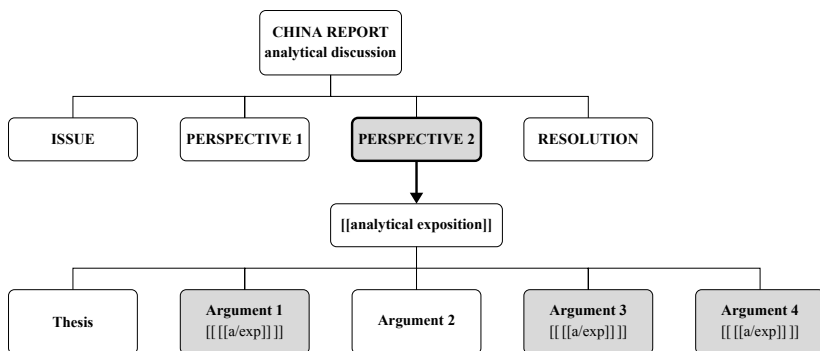 CHINA REPORT
analytical discussion
ISSUE
PERSPECTIVE 1
PERSPECTIVE 2
RESOLUTION
[[analytical exposition]]
Thesis
Argument 1
[[ [[a/exp]] ]]
Argument 2
Argument 3
[[ [[a/exp]] ]]
Argument 4
[[ [[a/exp]] ]]